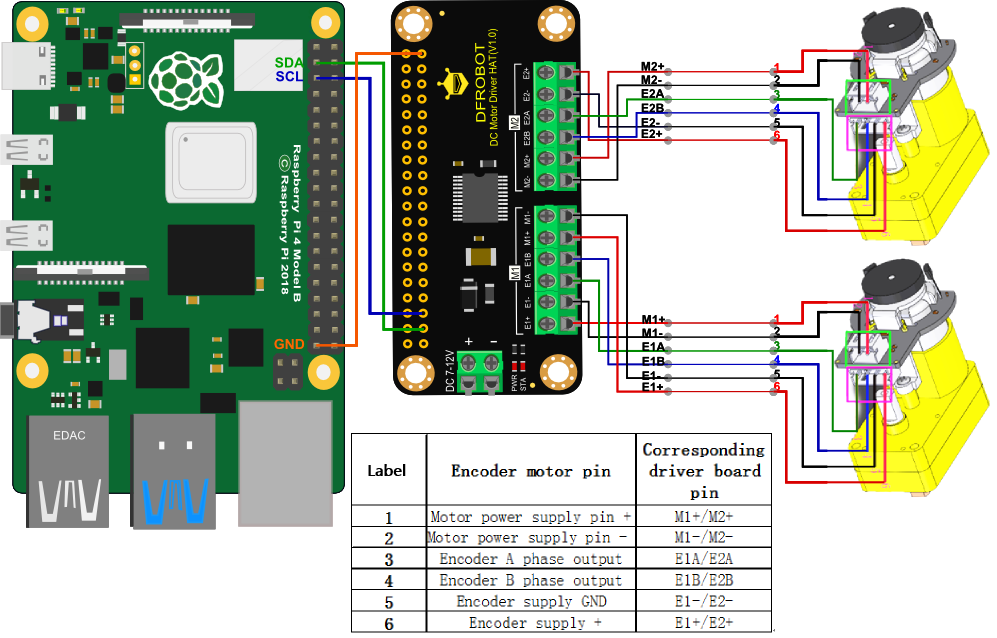 SDA
SCL
GND
Raspberry Pi 4 Model B
© Raspberry Pi 2018
EDAC
DFROBOT
DC Motor Driver HAT(V1.0)
M2
E2+
E2-
E2A
E2B
M2+
M2-
M1
M1-
M1+
E1B
E1A
E1-
E1+
+ -
DC 7-12V
PWR
STA
M2+ 1
M2- 2
E2A 3
E2B 4
E2- 5
E2+ 6
M1+ 1
M1- 2
E1A 3
E1B 4
E1- 5
E1+ 6
Label Encoder motor pin Corresponding
driver board
pin
1 Motor power supply pin + M1+/M2+
2 Motor power supply pin - M1-/M2-
3 Encoder A phase output E1A/E2A
4 Encoder B phase output E1B/E2B
5 Encoder supply GND E1-/E2-
6 Encoder supply + E1+/E2+